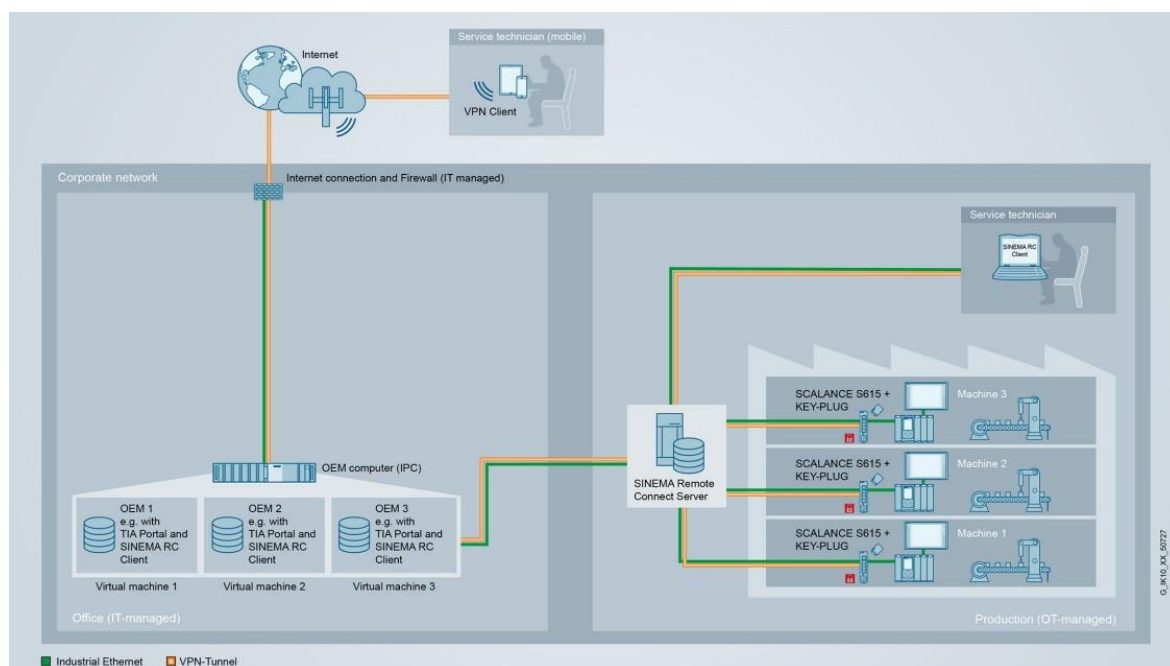 Service technician (mobile)
Internet
VPN Client
Corporate network
Internet connection and Firewall (IT managed)
Service technician
SINEMA RC
Client
OEM computer (IPC)
OEM 1
e.g. with
TIA Portal and
SINEMA RC
Client
OEM 2
e.g. with
TIA Portal and
SINEMA RC
Client
OEM 3
e.g. with
TIA Portal and
SINEMA RC
Client
Virtual machine 1
Virtual machine 2
Virtual machine 3
Office (IT-managed)
SINEMA Remote
Connect Server
SCALANCE S615 +
KEY-PLUG
Machine 3
SCALANCE S615 +
KEY-PLUG
Machine 2
SCALANCE S615 +
KEY-PLUG
Machine 1
Production (OT-managed)
G_IK10_XX_50727
Industrial Ethernet
VPN-Tunnel